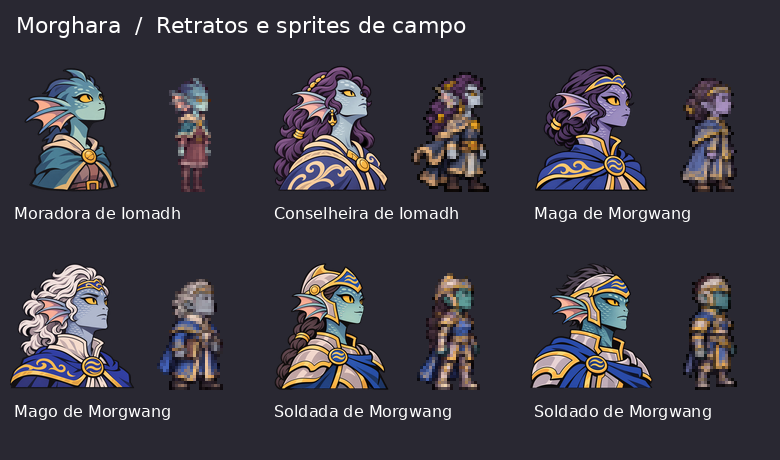 Morghara / Retratos e sprites de campo
Moradora de Iomadh
Conselheira de Iomadh
Maga de Morgwang
Mago de Morgwang
Soldada de Morgwang
Soldado de Morgwang